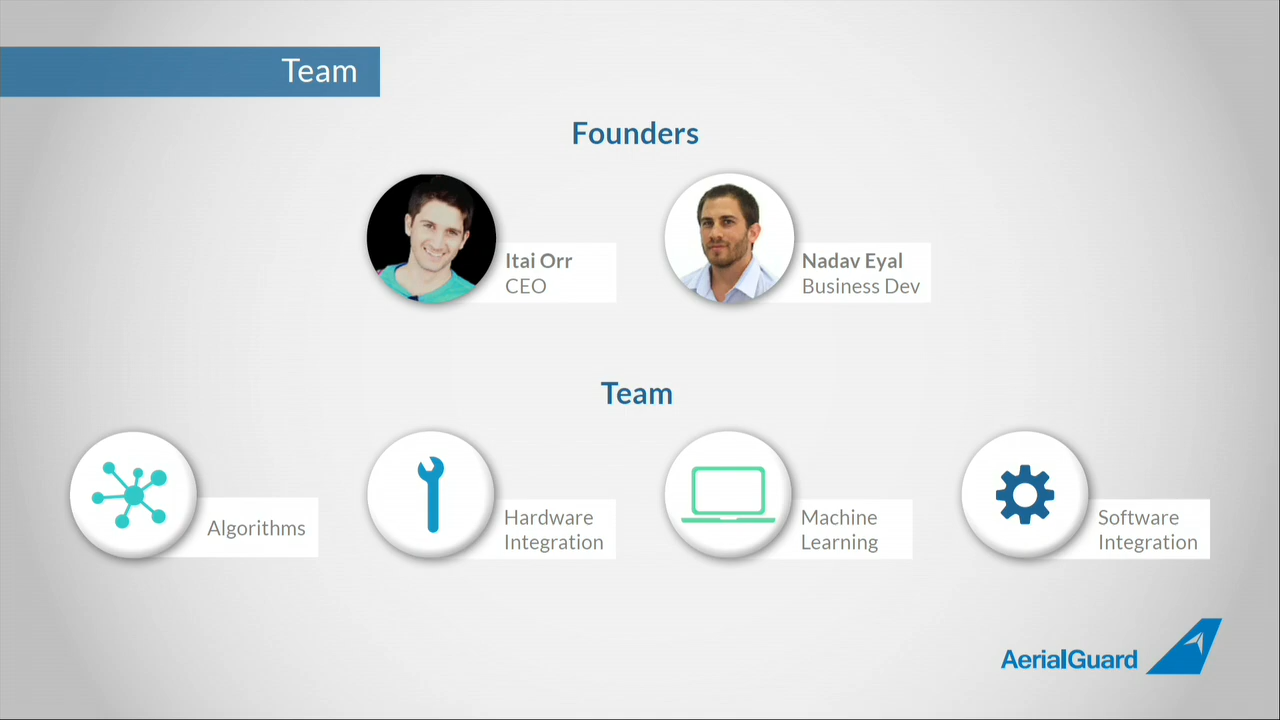 Team
Founders
Itai Orr
CEO
Nadav Eyal
Business Dev
Team
Algorithms
Hardware
Integration
Machine
Learning
Software
Integration
AerialGuard